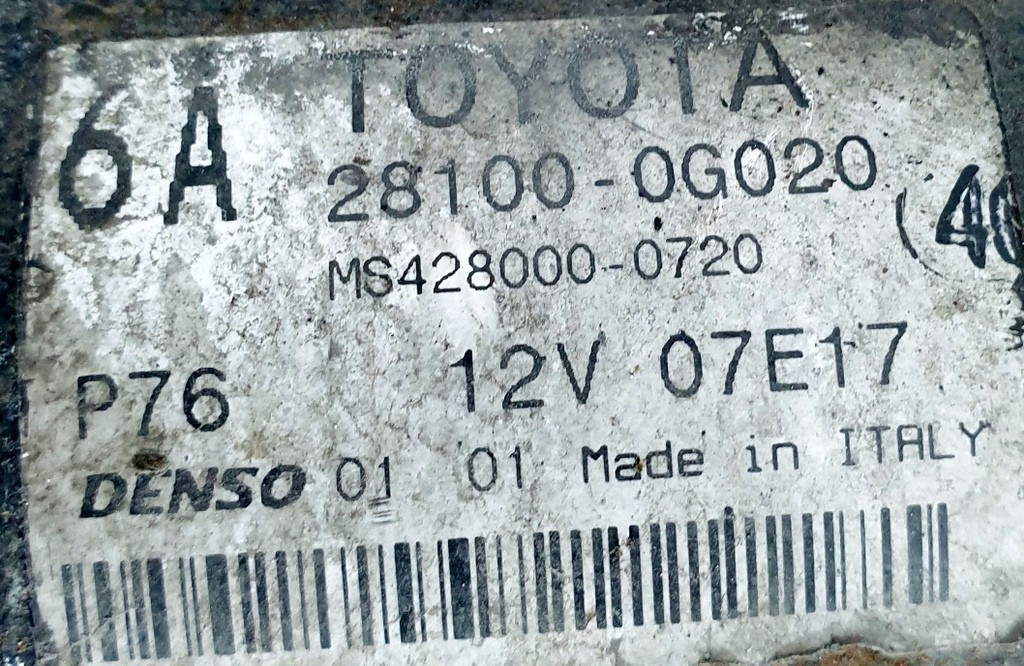 6A TOYOTA
28100-0G020
MS428000-0720
P76 12V 07E17
DENSO 01 01 Made in ITALY